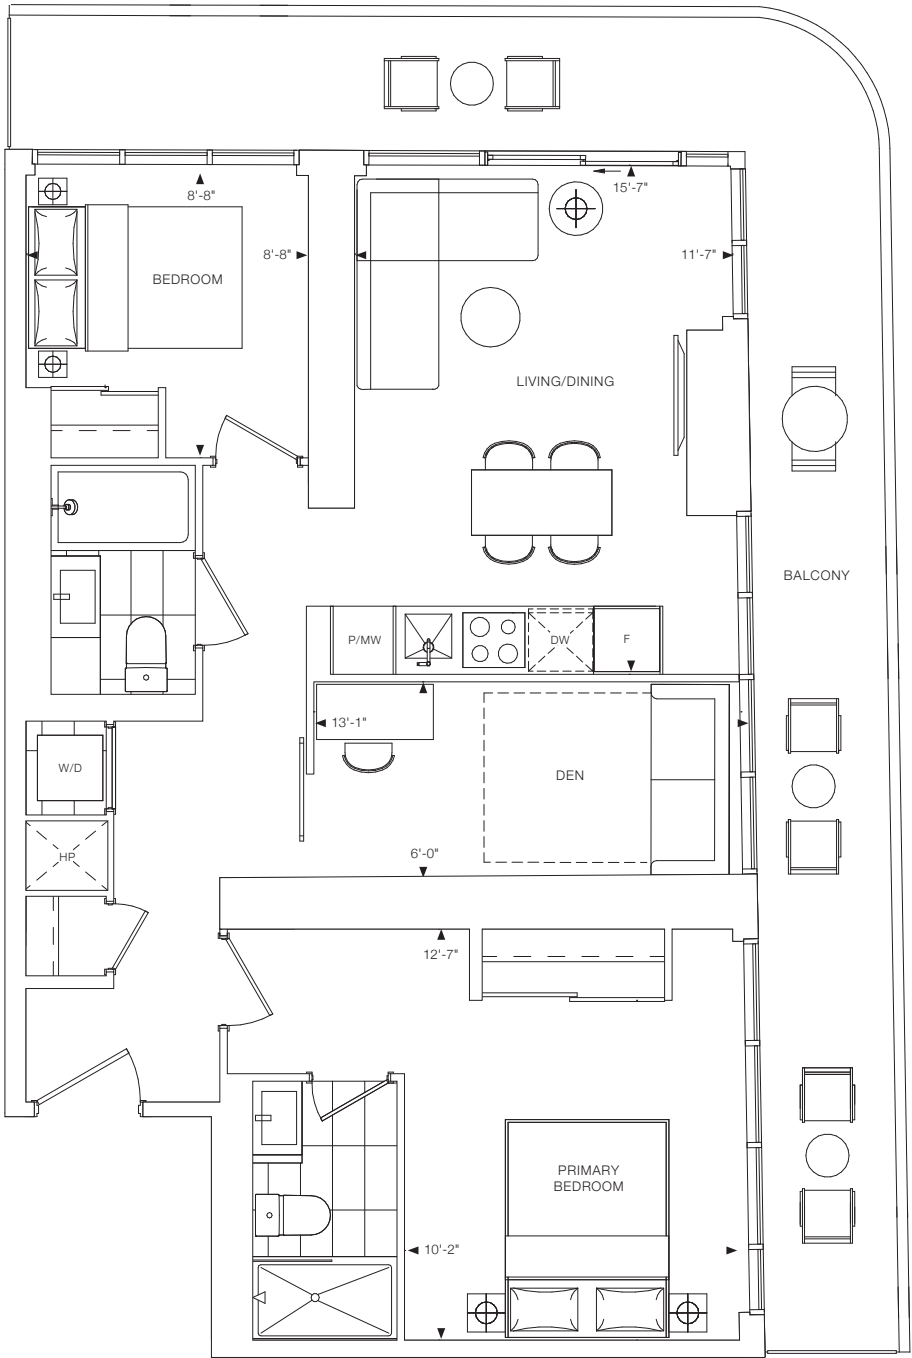 8'-8"
15'-7"
8'-8"
11'-7"
BEDROOM
LIVING/DINING
BALCONY
P/MW
DW
F
13'-1"
W/D
DEN
HP
6'-0"
12'-7"
PRIMARY
BEDROOM
10'-2"